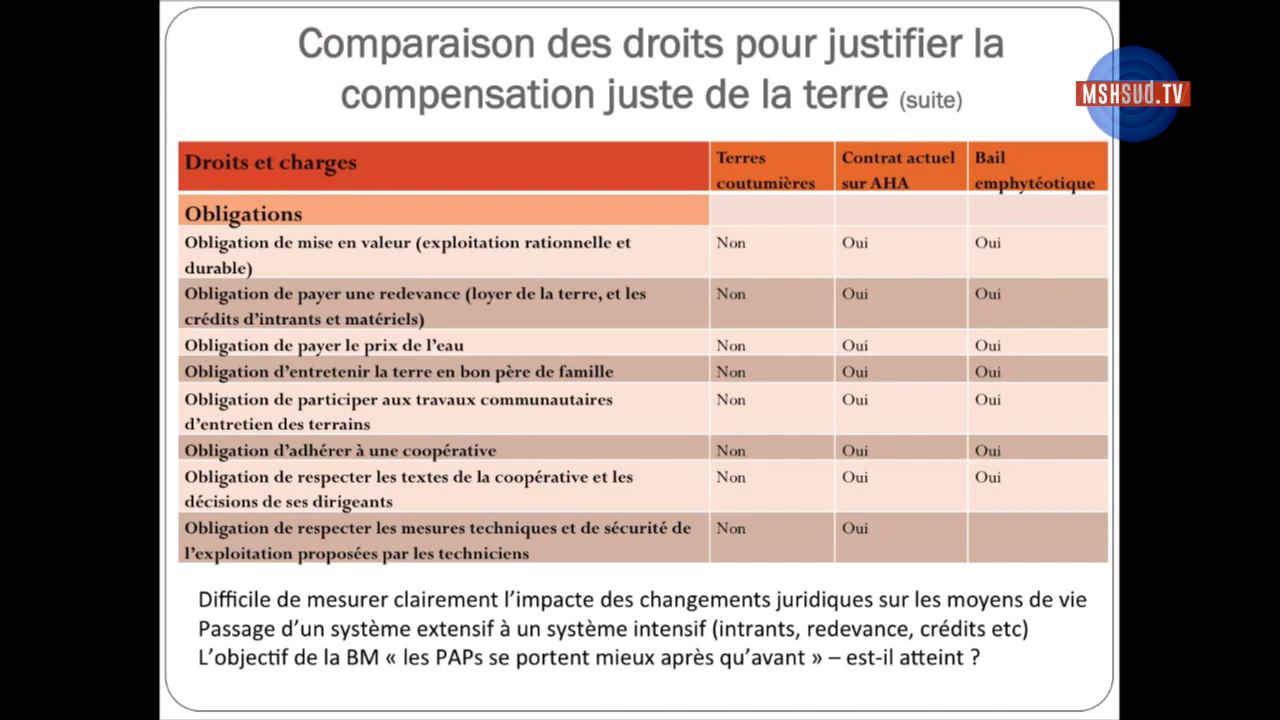 Comparaison des droits pour justifier la
compensation juste de la terre (suite)
MSHSUD.TV
Droits et charges
Terres
coutumières
Contrat actuel
sur AHA
Bail
emphytéotique
Obligations
Obligation de mise en valeur (exploitation rationnelle et
durable)
Non
Oui
Oui
Obligation de payer une redevance (loyer de la terre, et les
crédits d'intrants et matériels)
Non
Oui
Oui
Obligation de payer le prix de l'eau
Non
Oui
Oui
Obligation d'entretenir la terre en bon père de famille
Non
Oui
Oui
Obligation de participer aux travaux communautaires
d'entretien des terrains
Non
Oui
Oui
Obligation d'adhérer à une coopérative
Non
Oui
Oui
Obligation de respecter les textes de la coopérative et les
décisions de ses dirigeants
Non
Oui
Oui
Obligation de respecter les mesures techniques et de sécurité de
l'exploitation proposées par les techniciens
Non
Oui
Difficile de mesurer clairement l'impacte des changements juridiques sur les moyens de vie
Passage d'un système extensif à un système intensif (intrants, redevance, crédits etc)
L'objectif de la BM « les PAPs se portent mieux après qu'avant » – est-il atteint ?